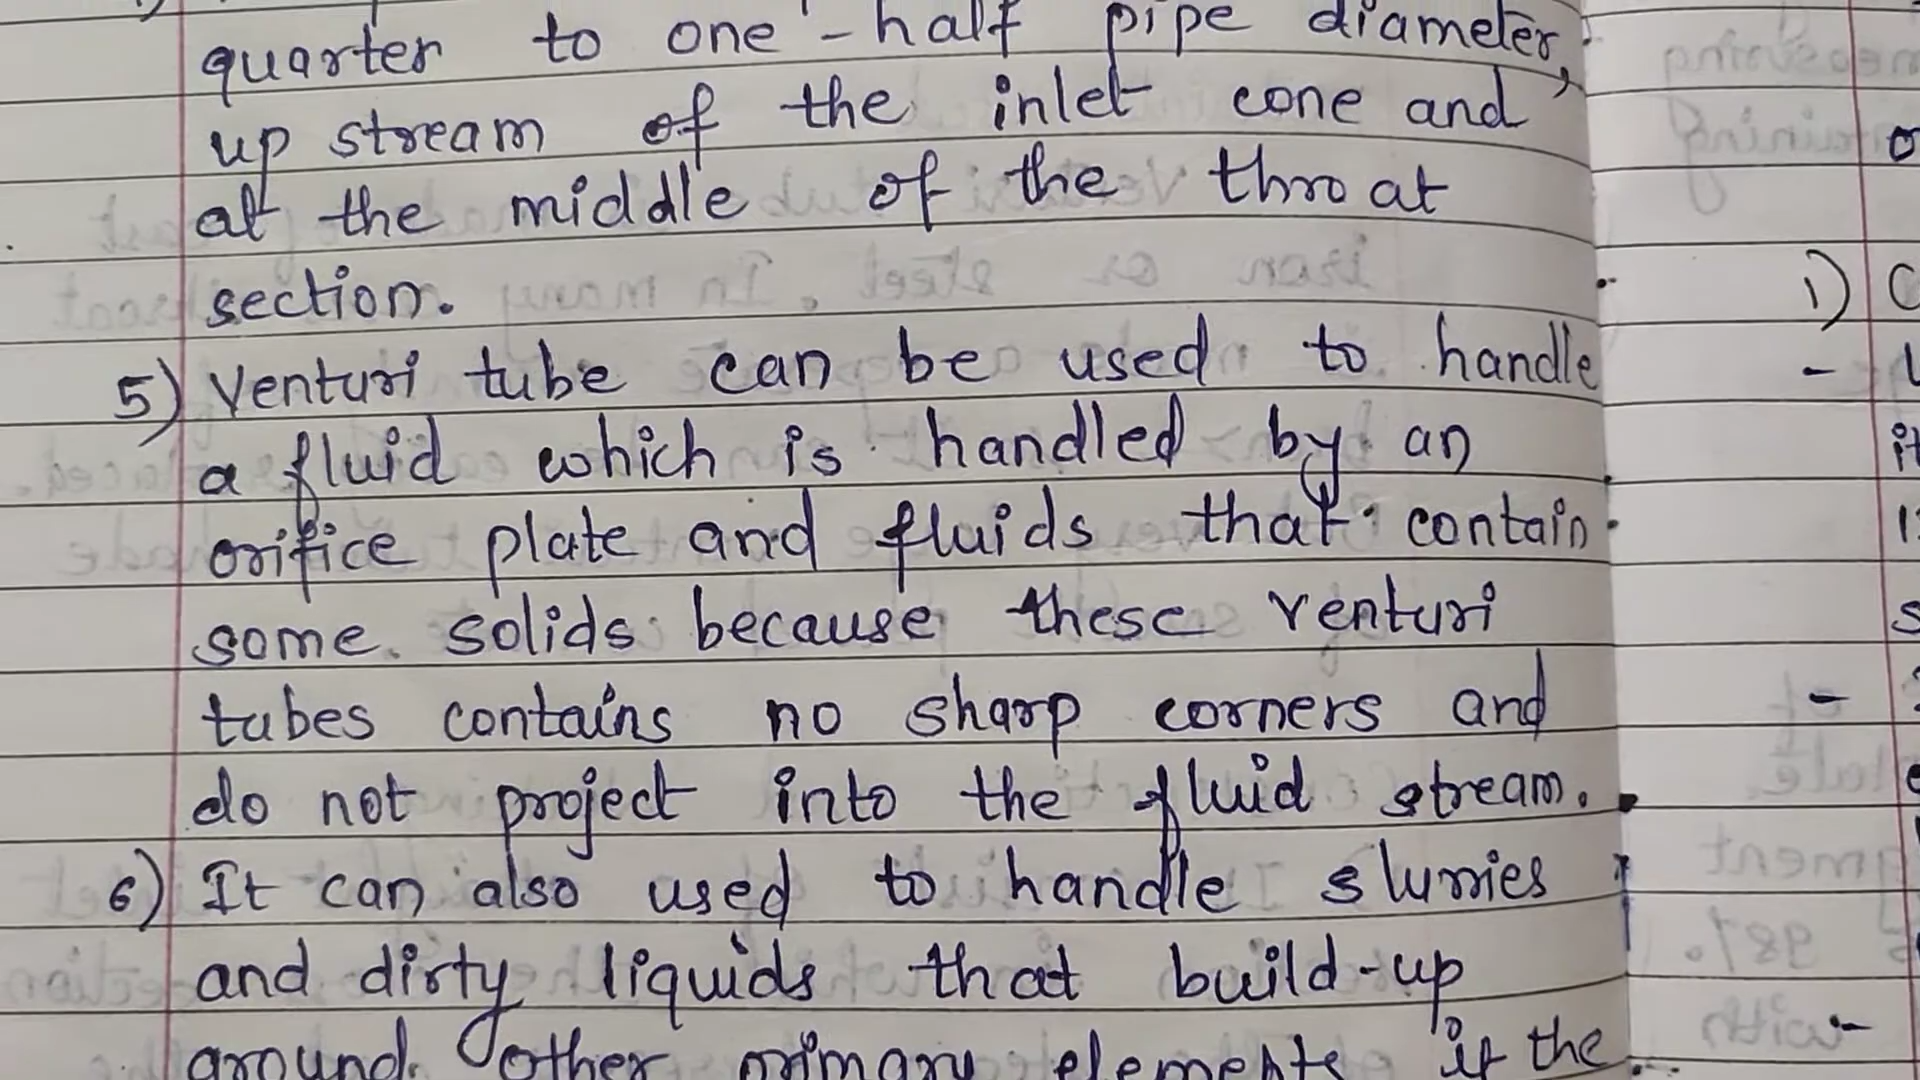 quarter to one-half pipe diameter,
up stream of the inlet cone and
at the middle of the throat
section.
5) Venturi tube can be used to handle
a fluid which is handled by an
orifice plate and fluids that contain
some solids because these venturi
tubes contains no sharp corners and
do not project into the fluid stream.
6) It can also used to handle slurries
and dirty liquids that build-up
around other primary elements if the
1)